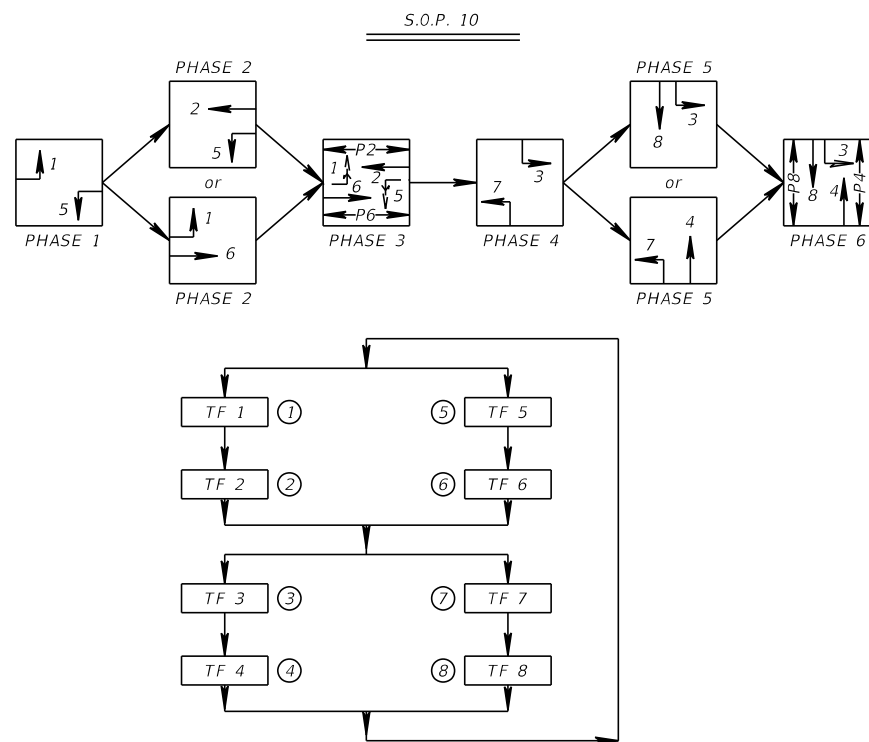 S.O.P. 10
PHASE 2
PHASE 5
1
5
PHASE 1
2
5
or
1
6
PHASE 2
P2
1
2
6
5
P6
PHASE 3
3
7
PHASE 4
8
3
or
4
7
PHASE 5
P8
8
3
4
P4
PHASE 6
TF 1
1
5
TF 5
TF 2
2
6
TF 6
TF 3
3
7
TF 7
TF 4
4
8
TF 8